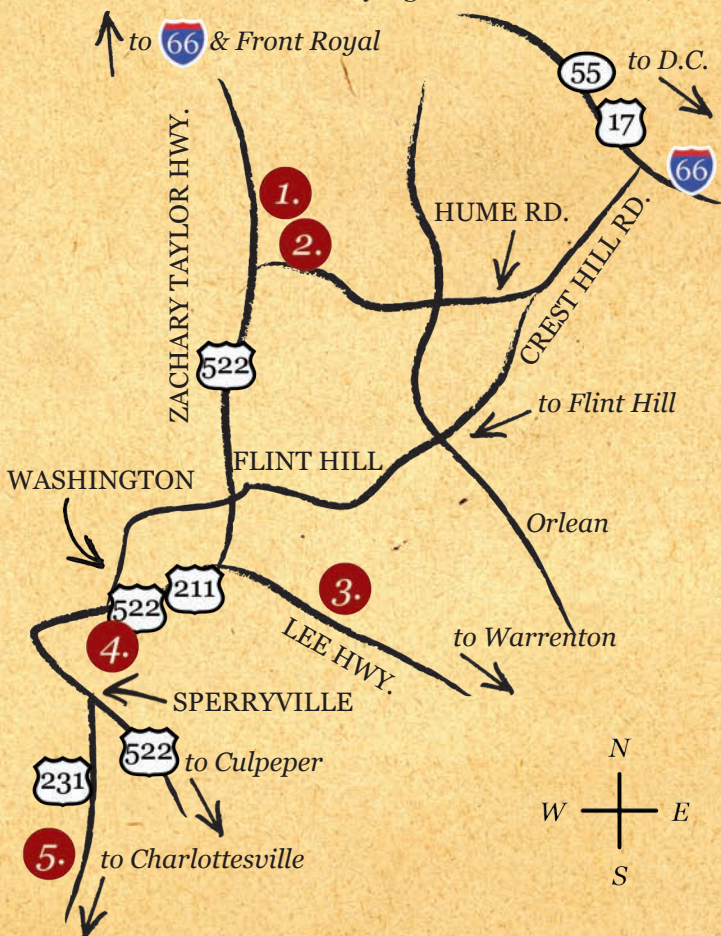 to 66 & Front Royal
55
to D.C.
17
66
ZACHARY TAYLOR HWY.
1.
2.
HUME RD.
CREST HILL RD.
522
to Flint Hill
FLINT HILL
WASHINGTON
Orlean
211
522
3.
4.
LEE HWY.
to Warrenton
SPERRYVILLE
522
to Culpeper
231
5.
to Charlottesville
N
W
E
S